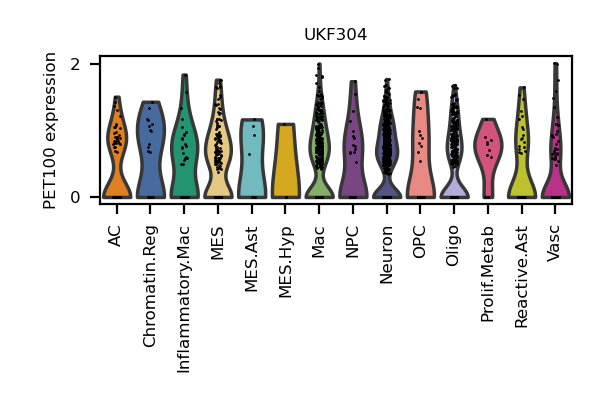 UKF304
PET100 expression
2
0
AC
Chromatin.Reg
Inflammatory.Mac
MES
MES.Ast
MES.Hyp
Mac
NPC
Neuron
OPC
Oligo
Prolif.Metab
Reactive.Ast
Vasc